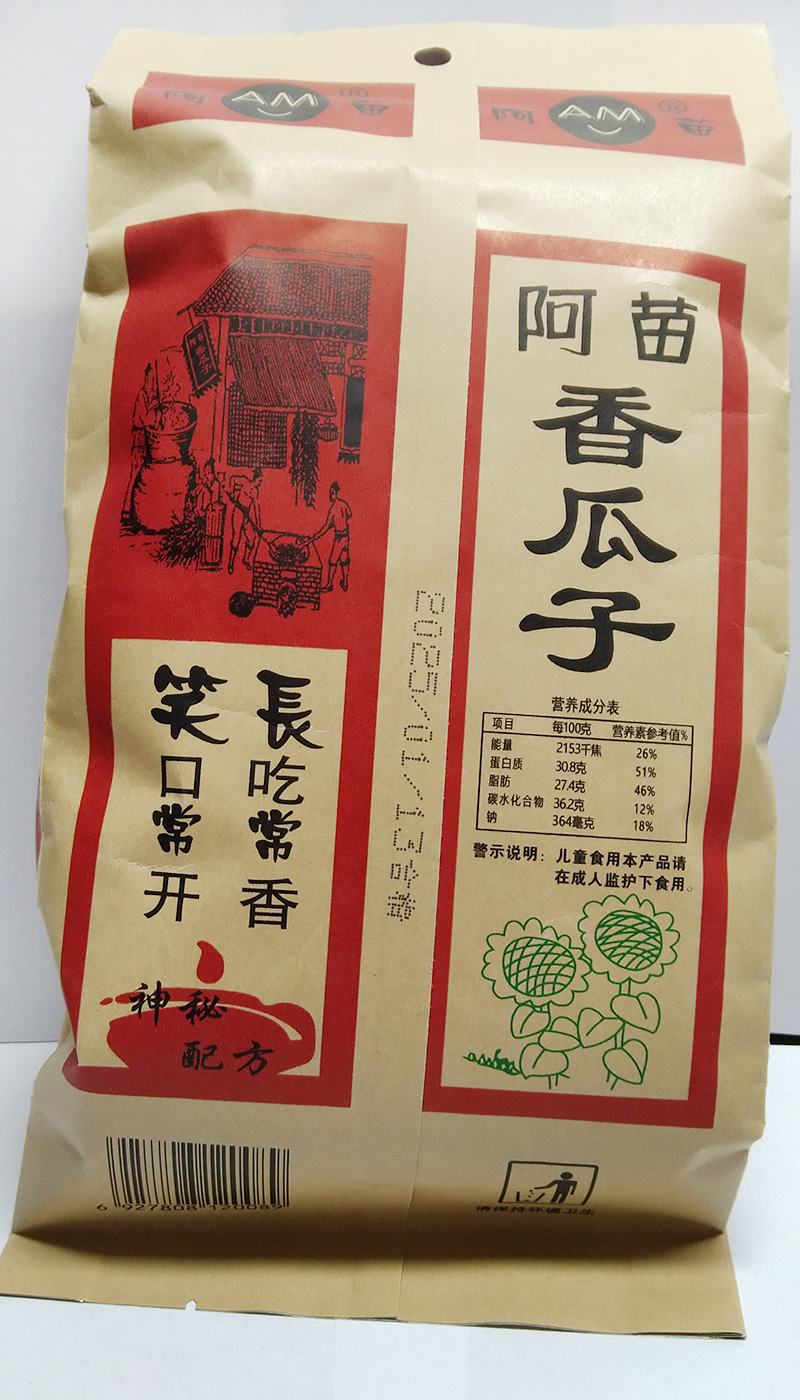 阿 AM ® 苗
阿 AM ® 苗
長吃常香
笑口常开
神秘
配方
6 927808 120089
2025/01/13合格
阿苗
香瓜子
营养成分表
项目 每100克 营养素参考值%
能量 2153千焦 26%
蛋白质 30.8克 51%
脂肪 27.4克 46%
碳水化合物 36.2克 12%
钠 364毫克 18%
警示说明：儿童食用本产品请
在成人监护下食用。
请保持环境卫生